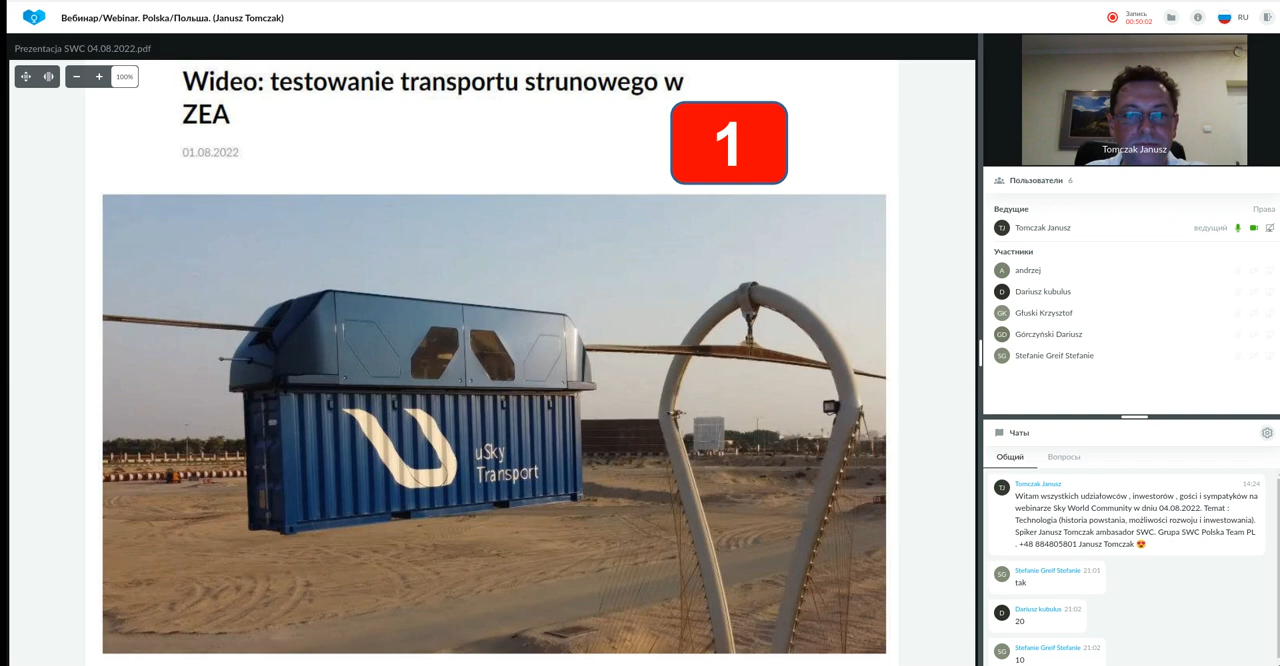 Вебинар/Webinar. Polska/Польша. (Janusz Tomczak)
Запись
00:50:02
RU
Prezentacja SWC 04.08.2022.pdf
100%
Wideo: testowanie transportu strunowego w
ZEA
01.08.2022
1
uSky
Transport
Tomczak Janusz
Пользователи 6
Ведущие
Права
TJ
Tomczak Janusz
ведущий
Участники
A
andrzej
D
Dariusz kubulus
GK
Głuski Krzysztof
GD
Górczyński Dariusz
SG
Stefanie Greif Stefanie
Чаты
Общий
Вопросы
TJ
Tomczak Janusz
14:24
Witam wszystkich udziałowców , inwestorów , gości i sympatyków na
webinarze Sky World Community w dniu 04.08.2022. Temat :
Technologia (historia powstania, możliwości rozwoju i inwestowania).
Spiker Janusz Tomczak ambasador SWC. Grupa SWC Polska Team PL
. +48 884805801 Janusz Tomczak 😍
SG
Stefanie Greif Stefanie 21:01
tak
D
Dariusz kubulus 21:02
20
SG
Stefanie Greif Stefanie 21:02
10